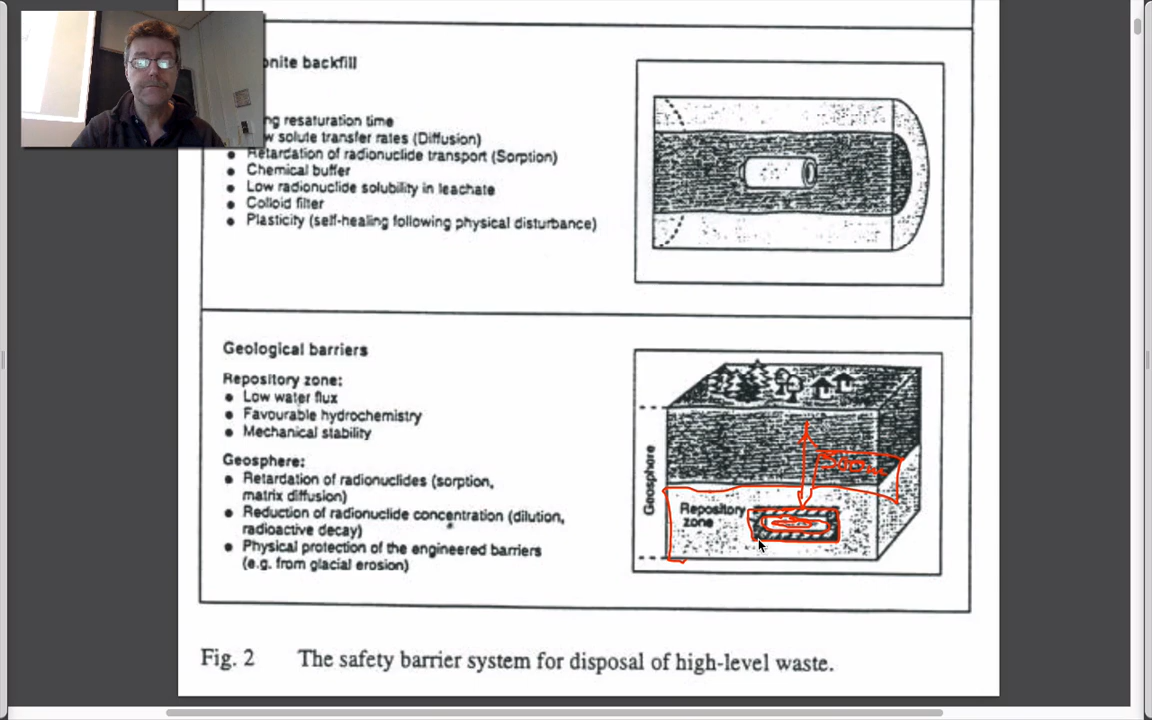 onite backfill
ng resaturation time
w solute transfer rates (Diffusion)
Retardation of radionuclide transport (Sorption)
Chemical buffer
Low radionuclide solubility in leachate
Colloid filter
Plasticity (self-healing following physical disturbance)
Geological barriers
Repository zone:
Low water flux
Favourable hydrochemistry
Mechanical stability
Geosphere:
Retardation of radionuclides (sorption,
matrix diffusion)
Reduction of radionuclide concentration (dilution,
radioactive decay)
Physical protection of the engineered barriers
(e.g. from glacial erosion)
Geosphere
500m
Repository
zone
Fig. 2 The safety barrier system for disposal of high-level waste.